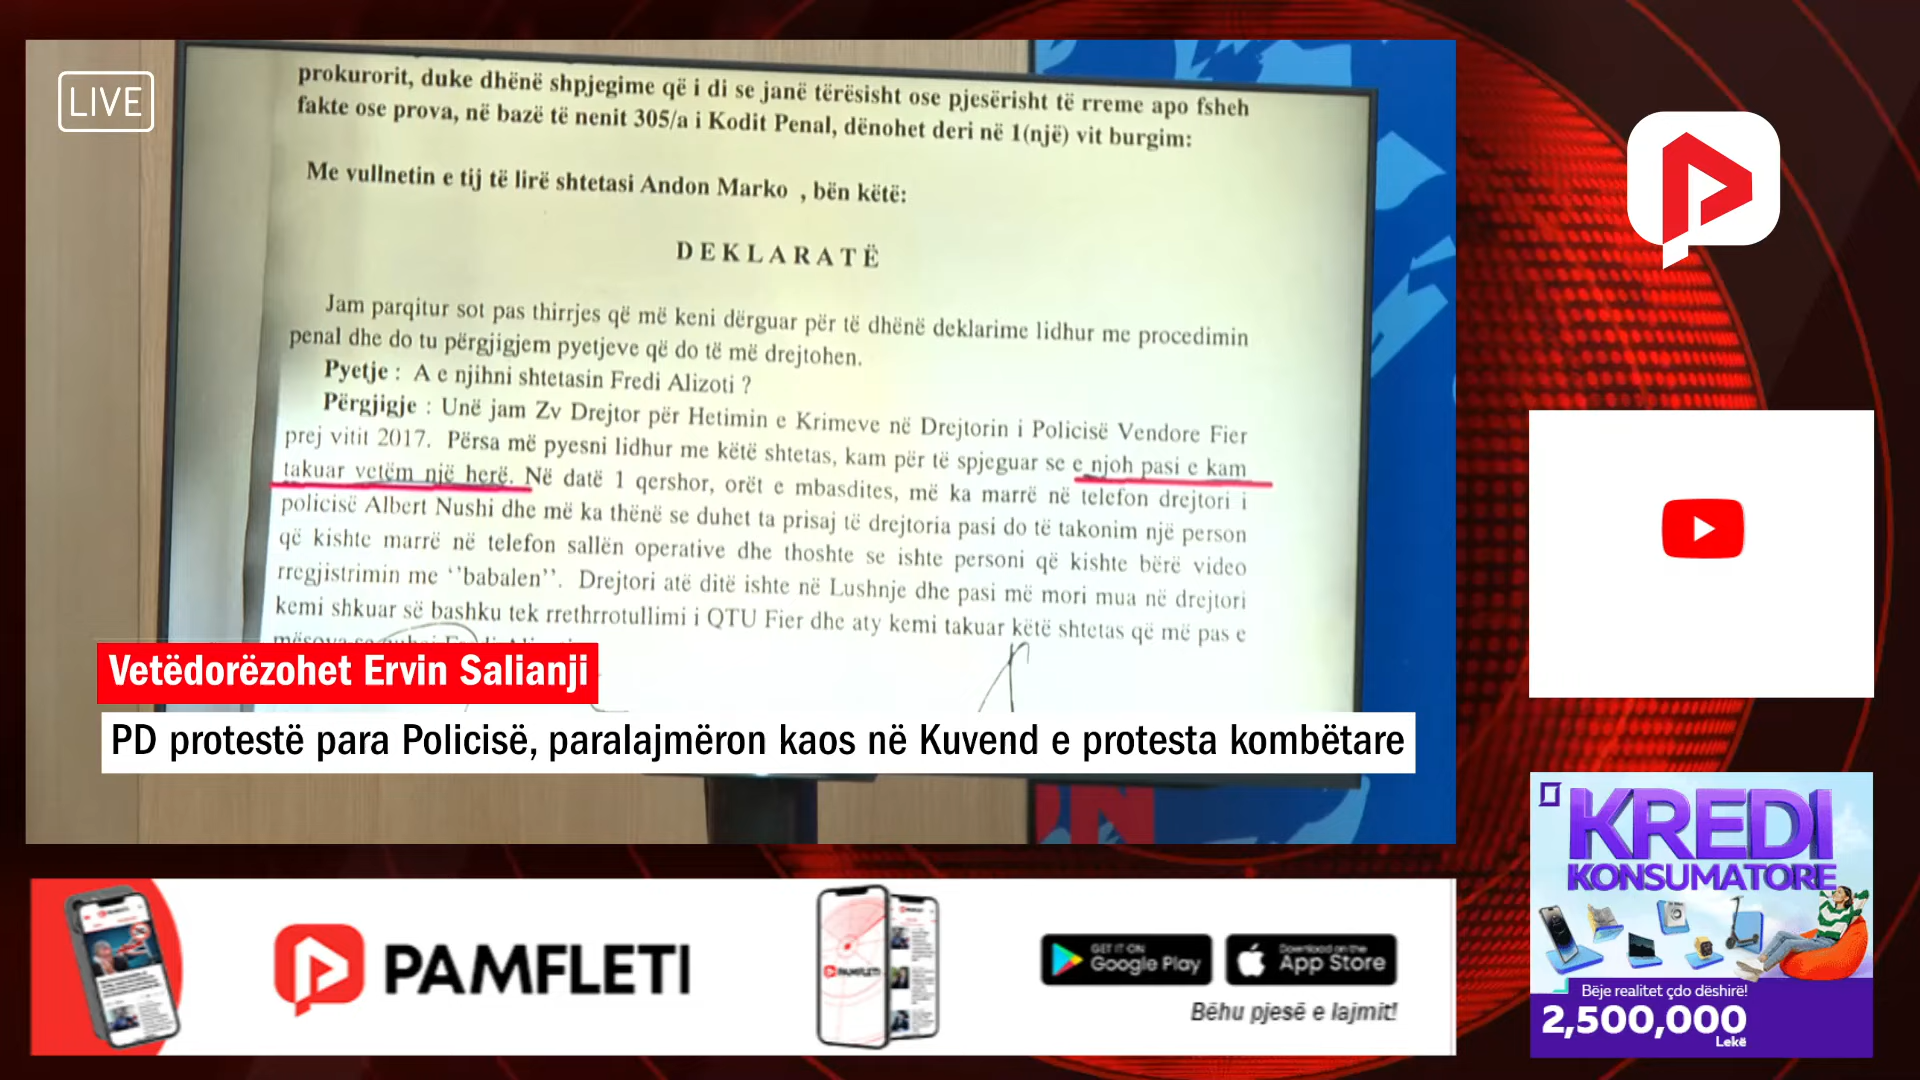 LIVE
prokurorit, duke dhënë shpjegime që i di se janë tërësisht ose pjesërisht të rreme apo fsheh
fakte ose prova, në bazë të nenit 305/a i Kodit Penal, dënohet deri në 1(një) vit burgim:
Me vullnetin e tij të lirë shtetasi Andon Marko , bën këtë:
DEKLARATË
Jam parqitur sot pas thirrjes që më keni dërguar për të dhënë deklarime lidhur me procedimin
penal dhe do tu përgjigjem pyetjeve që do të më drejtohen.
Pyetje : A e njihni shtetasin Fredi Alizoti ?
Përgjigje : Unë jam Zv Drejtor për Hetimin e Krimeve në Drejtorin i Policisë Vendore Fier
prej vitit 2017. Përsa më pyesni lidhur me këtë shtetas, kam për të spjeguar se e njoh pasi e kam
takuar vetëm një herë. Në datë 1 qershor, orët e mbasdites, më ka marrë në telefon drejtori i
policisë Albert Nushi dhe më ka thënë se duhet ta prisaj të drejtoria pasi do të takonim një person
që kishte marrë në telefon sallën operative dhe thoshte se ishte personi që kishte bërë video
rregjistrimin me ‘’babalen’’. Drejtori atë ditë ishte në Lushnje dhe pasi më mori mua në drejtori
kemi shkuar së bashku tek rrethrrotullimi i QTU Fier dhe aty kemi takuar këtë shtetas që më pas e
Vetëdorëzohet Ervin Salianji
PD protestë para Policisë, paralajmëron kaos në Kuvend e protesta kombëtare
PAMFLETI
PAMFLETI
GET IT ON
Google Play
Download on the
App Store
Bëhu pjesë e lajmit!
KREDI
KONSUMATORE
Bëje realitet çdo dëshirë!
2,500,000
Lekë